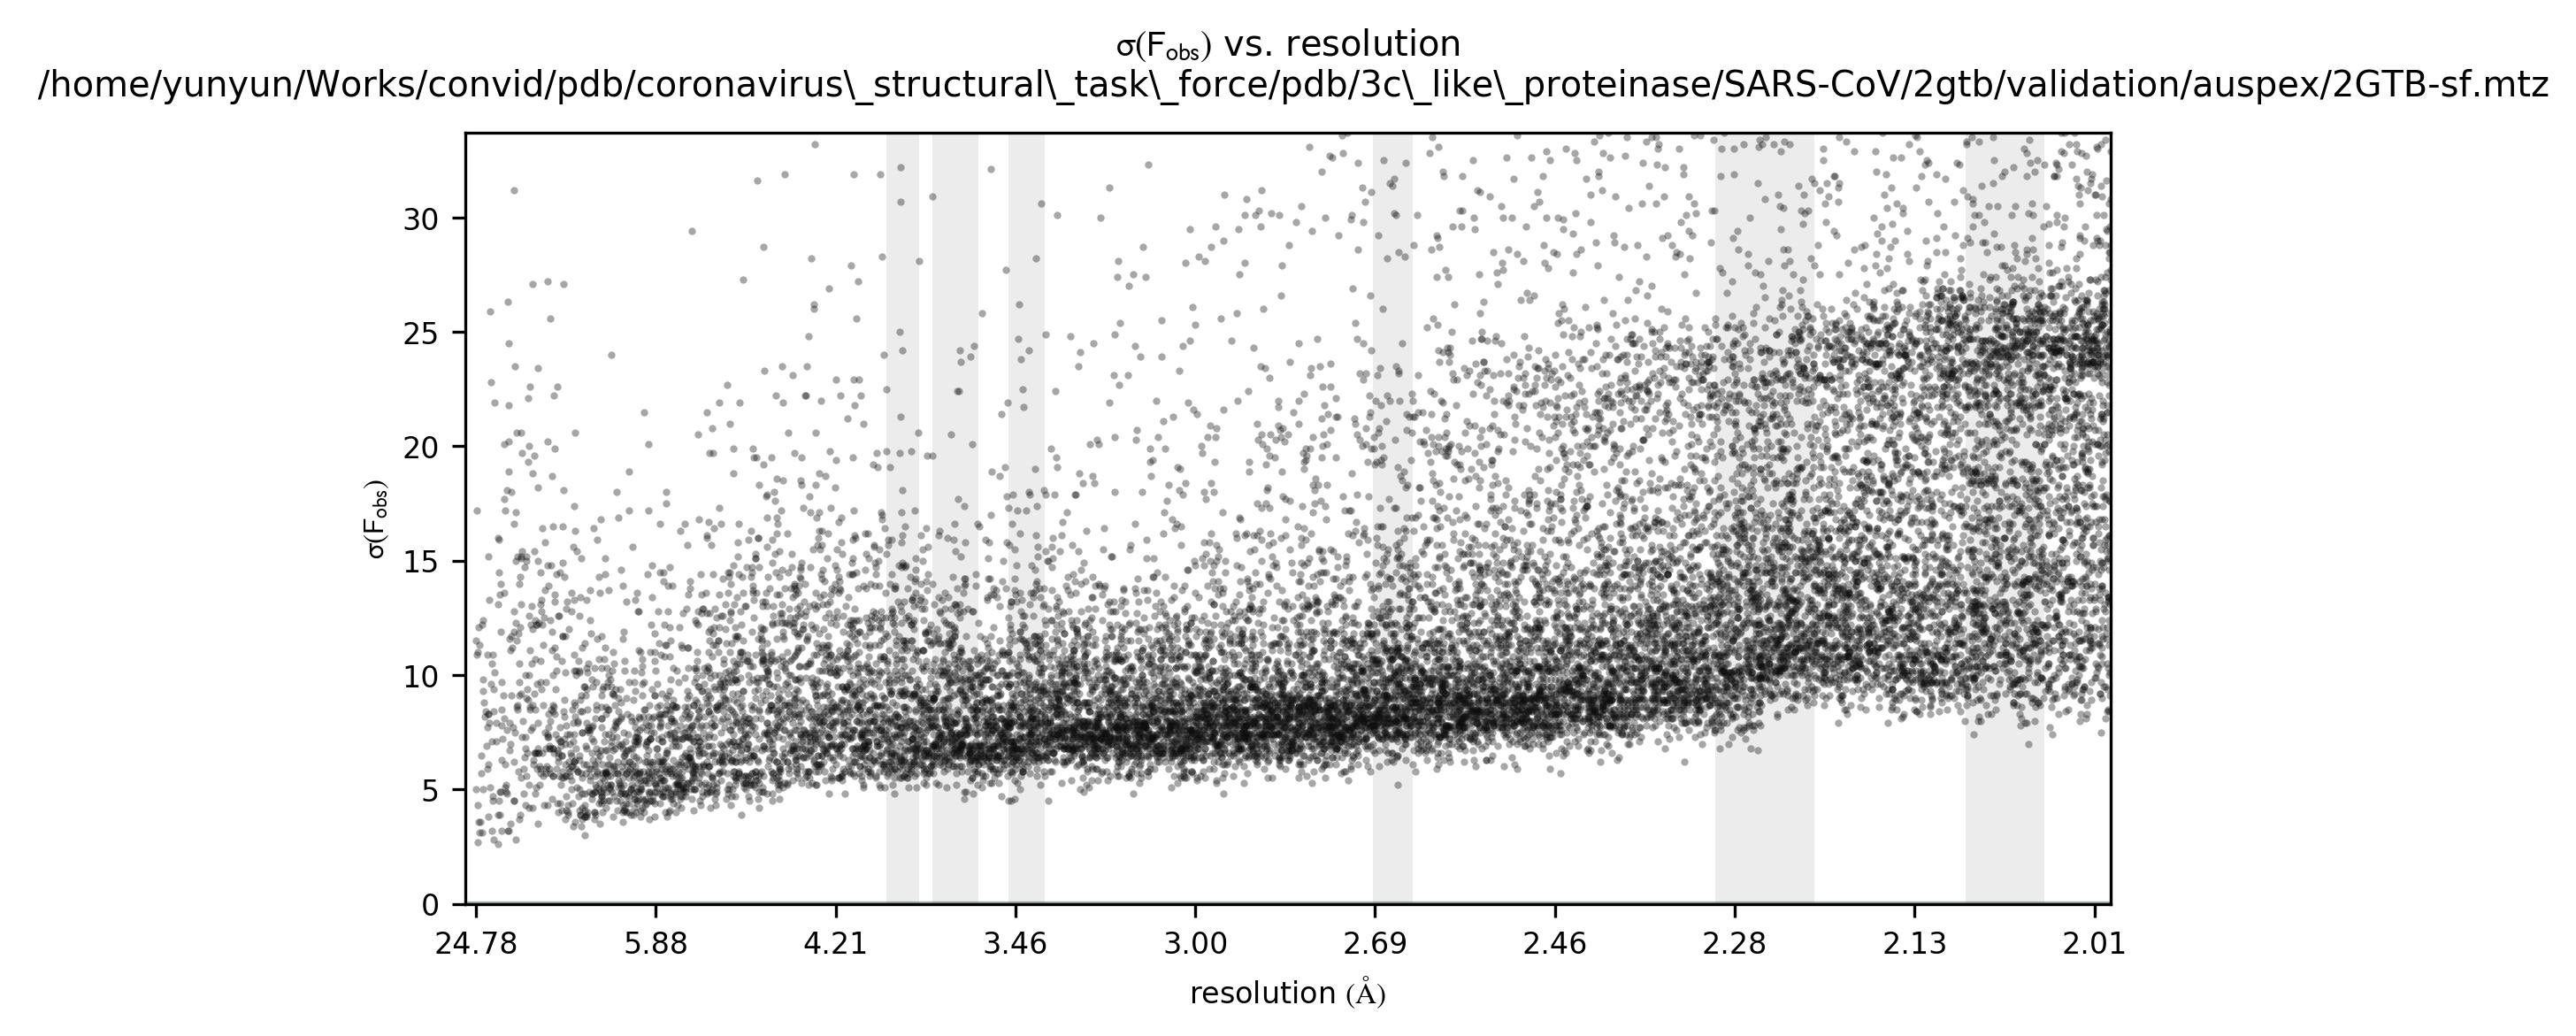 σ(Fobs) vs. resolution
/home/yunyun/Works/convid/pdb/coronavirus\_structural\_task\_force/pdb/3c\_like\_proteinase/SARS-CoV/2gtb/validation/auspex/2GTB-sf.mtz
30
25
20
15
10
5
0
σ(Fobs)
24.78 5.88 4.21 3.46 3.00 2.69 2.46 2.28 2.13 2.01
resolution (Å)